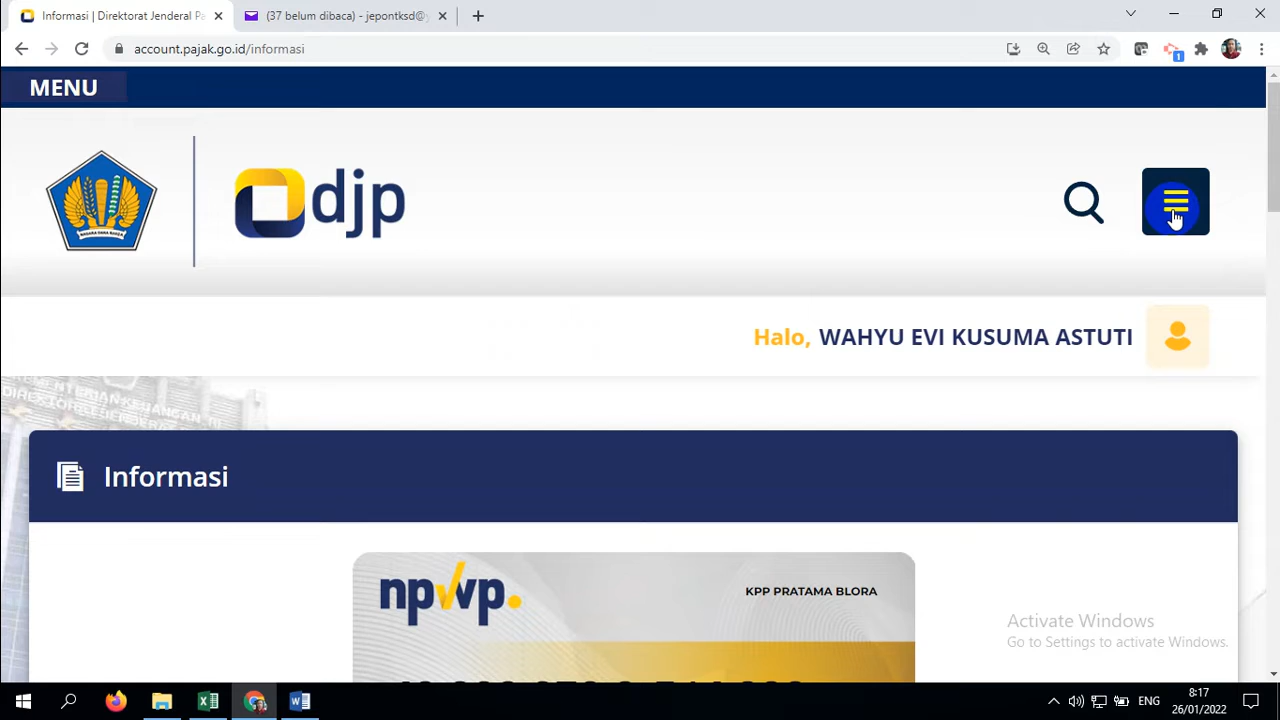 Informasi | Direktorat Jenderal Pa
(37 belum dibaca) - jepontksd@y
account.pajak.go.id/informasi
1
MENU
djp
Halo, WAHYU EVI KUSUMA ASTUTI
Informasi
npwp.
KPP PRATAMA BLORA
Activate Windows
Go to Settings to activate Windows.
ENG
8:17
26/01/2022